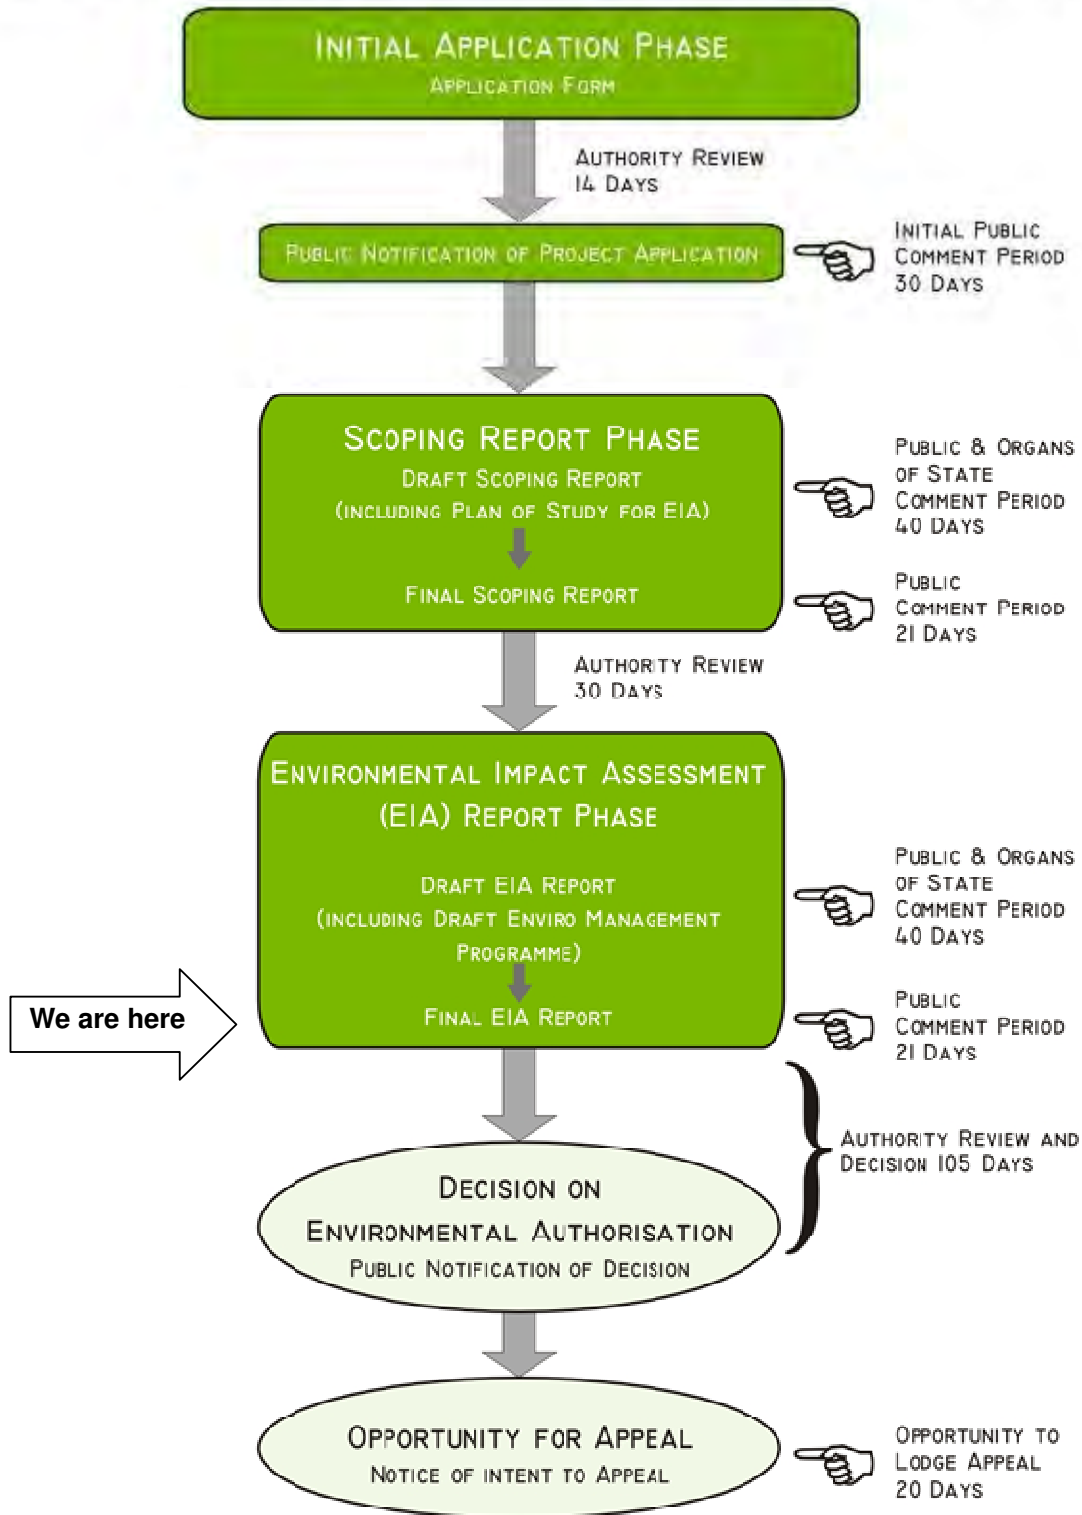 INITIAL APPLICATION PHASE
APPLICATION FORM
AUTHORITY REVIEW
14 DAYS
PUBLIC NOTIFICATION OF PROJECT APPLICATION
INITIAL PUBLIC
COMMENT PERIOD
30 DAYS
SCOPING REPORT PHASE
DRAFT SCOPING REPORT
(INCLUDING PLAN OF STUDY FOR EIA)
PUBLIC & ORGANS
OF STATE
COMMENT PERIOD
40 DAYS
FINAL SCOPING REPORT
PUBLIC
COMMENT PERIOD
21 DAYS
AUTHORITY REVIEW
30 DAYS
ENVIRONMENTAL IMPACT ASSESSMENT
(EIA) REPORT PHASE
DRAFT EIA REPORT
(INCLUDING DRAFT ENVIRO MANAGEMENT
PROGRAMME)
PUBLIC & ORGANS
OF STATE
COMMENT PERIOD
40 DAYS
We are here
FINAL EIA REPORT
PUBLIC
COMMENT PERIOD
21 DAYS
AUTHORITY REVIEW AND
DECISION 105 DAYS
DECISION ON
ENVIRONMENTAL AUTHORISATION
PUBLIC NOTIFICATION OF DECISION
OPPORTUNITY FOR APPEAL
NOTICE OF INTENT TO APPEAL
OPPORTUNITY TO
LODGE APPEAL
20 DAYS